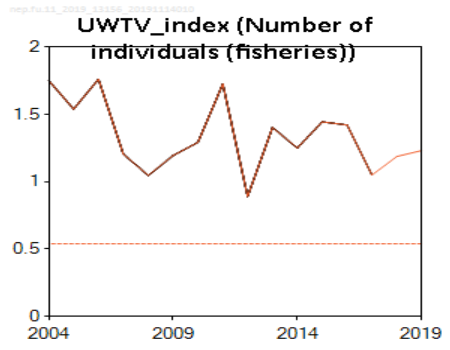 nep.fu.11_2019_13156_20191114010
UWTV_index (Number of
individuals (fisheries))
2
1.5
1
0.5
0
2004 2009 2014 2019